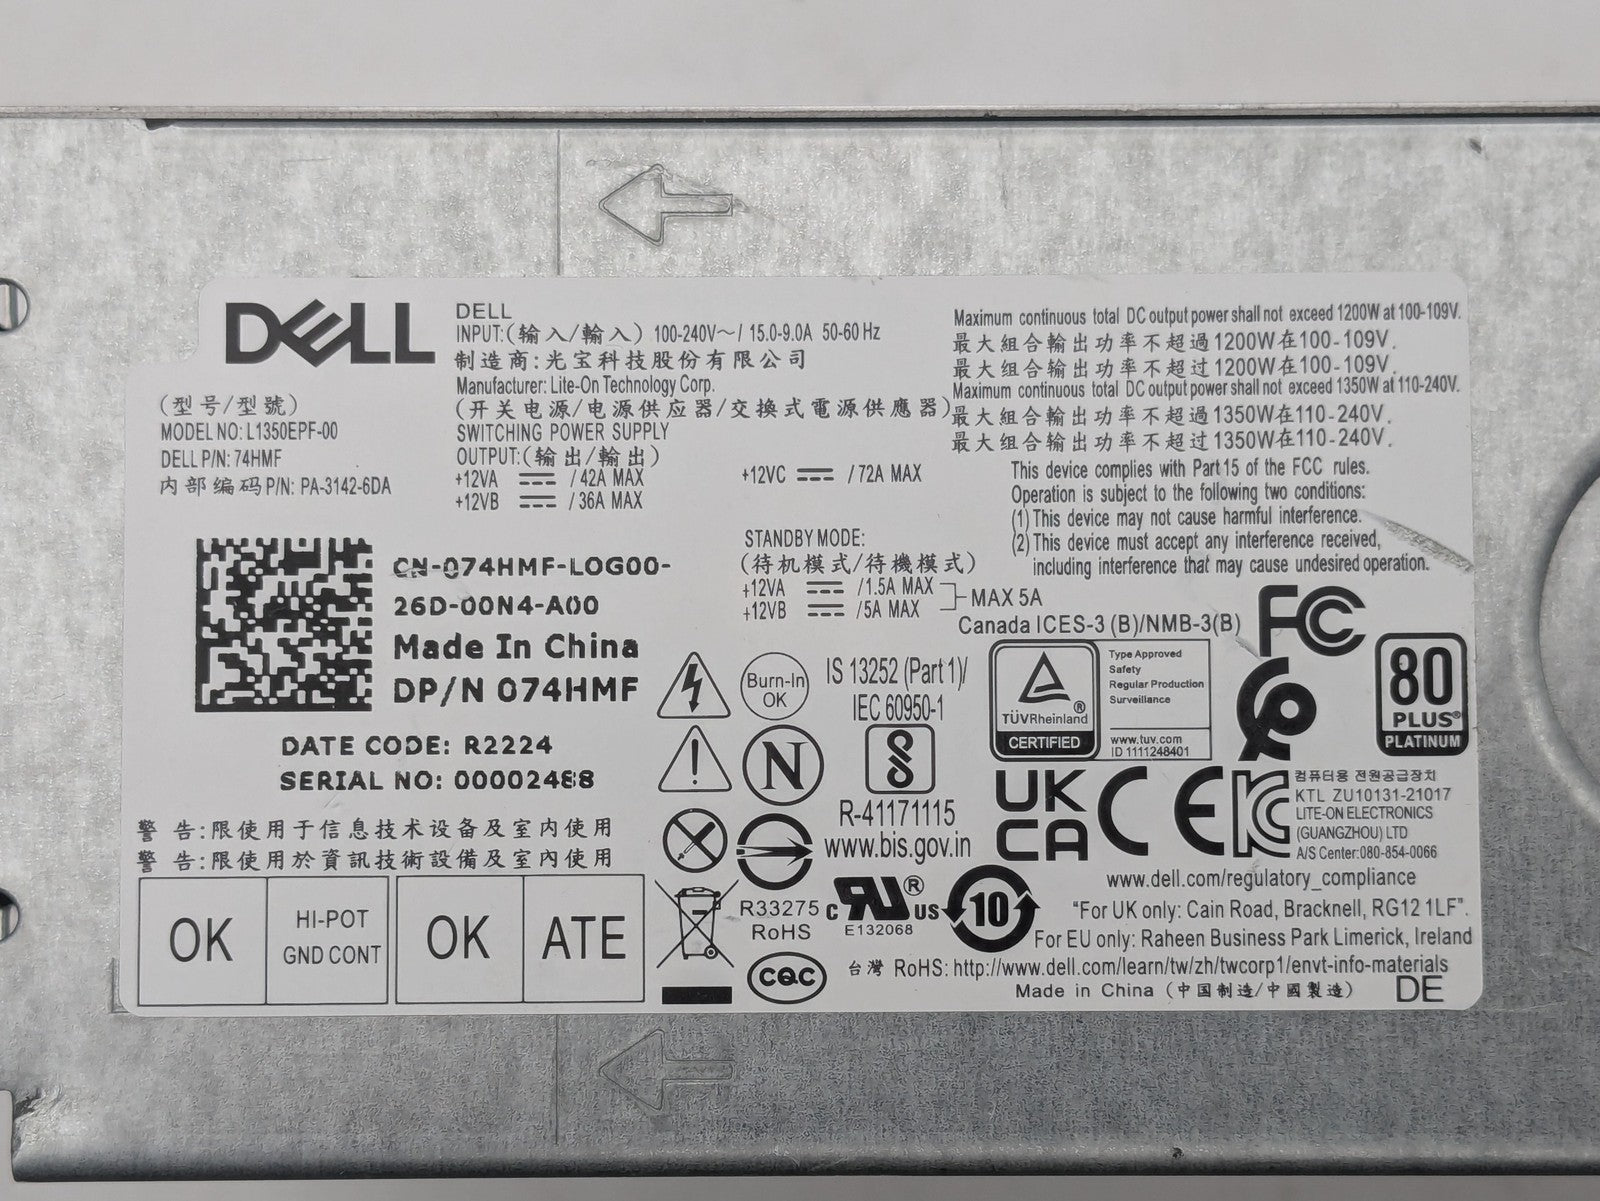 DELL
DELL
INPUT:(输入/輸入) 100-240V～/ 15.0-9.0A 50-60 Hz
制造商:光宝科技股份有限公司
Manufacturer: Lite-On Technology Corp.
(开关电源/电源供应器/交換式電源供應器)
SWITCHING POWER SUPPLY
OUTPUT:(输出/輸出)
+12VA ⎓ /42A MAX
+12VB ⎓ /36A MAX
+12VC ⎓ /72A MAX
(型号/型號)
MODEL NO: L1350EPF-00
DELL P/N: 74HMF
内部编码P/N: PA-3142-6DA
Maximum continuous total DC output power shall not exceed 1200W at 100-109V.
最大組合輸出功率不超過1200W在100-109V.
最大组合输出功率不超过1200W在100-109V.
Maximum continuous total DC output power shall not exceed 1350W at 110-240V.
最大組合輸出功率不超過1350W在110-240V.
最大组合输出功率不超过1350W在110-240V.
This device complies with Part 15 of the FCC rules.
Operation is subject to the following two conditions:
(1) This device may not cause harmful interference.
(2) This device must accept any interference received,
including interference that may cause undesired operation.
STANDBY MODE:
(待机模式/待機模式)
+12VA ⎓ /1.5A MAX
+12VB ⎓ /5A MAX
MAX 5A
Canada ICES-3 (B)/NMB-3(B)
CN-074HMF-LOG00-
26D-00N4-A00
Made In China
DP/N 074HMF
DATE CODE: R2224
SERIAL NO: 00002488
警告:限使用于信息技术设备及室内使用
警告:限使用於資訊技術設備及室內使用
OK
HI-POT
GND CONT
OK
ATE
Burn-In
OK
N
IS 13252 (Part 1)/
IEC 60950-1
R-41171115
www.bis.gov.in
R33275
RoHS
c RU ® US
E132068
CQC
10
TÜVRheinland ®
CERTIFIED
Type Approved
Safety
Regular Production
Surveillance
www.tuv.com
ID 1111248401
FC
80
PLUS®
PLATINUM
UK
CA
CE
컴퓨터용 전원공급장치
KTL ZU10131-21017
LITE-ON ELECTRONICS
(GUANGZHOU) LTD
A/S Center:080-854-0066
www.dell.com/regulatory_compliance
"For UK only: Cain Road, Bracknell, RG12 1LF".
For EU only: Raheen Business Park Limerick, Ireland
台灣 RoHS: http://www.dell.com/learn/tw/zh/twcorp1/envt-info-materials
Made in China (中国制造/中國製造)
DE